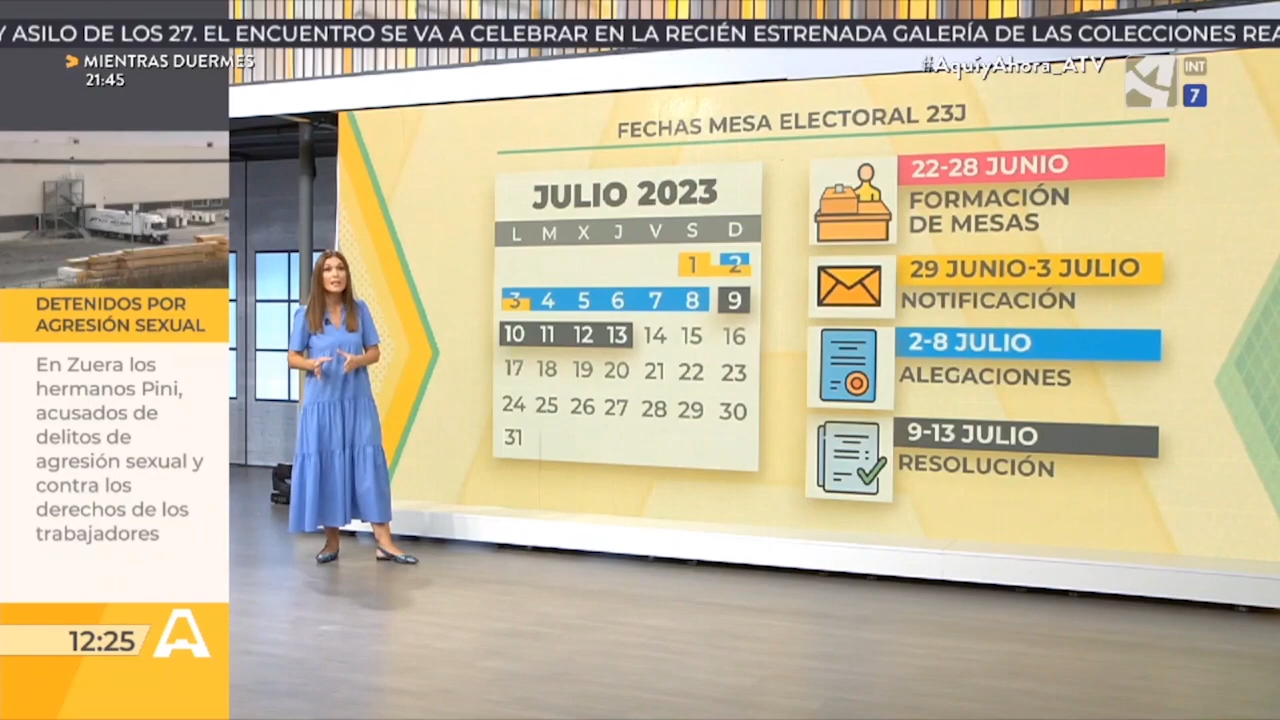 Y ASILO DE LOS 27. EL ENCUENTRO SE VA A CELEBRAR EN LA RECIÉN ESTRENADA GALERÍA DE LAS COLECCIONES REA
MIENTRAS DUERMES
21:45
#AquíyAhora_ATV
INT
7
FECHAS MESA ELECTORAL 23J
JULIO 2023
L M X J V S D
1 2
3 4 5 6 7 8 9
10 11 12 13 14 15 16
17 18 19 20 21 22 23
24 25 26 27 28 29 30
31
22-28 JUNIO
FORMACIÓN
DE MESAS
29 JUNIO-3 JULIO
NOTIFICACIÓN
2-8 JULIO
ALEGACIONES
9-13 JULIO
RESOLUCIÓN
DETENIDOS POR
AGRESIÓN SEXUAL
En Zuera los
hermanos Pini,
acusados de
delitos de
agresión sexual y
contra los
derechos de los
trabajadores
12:25
A